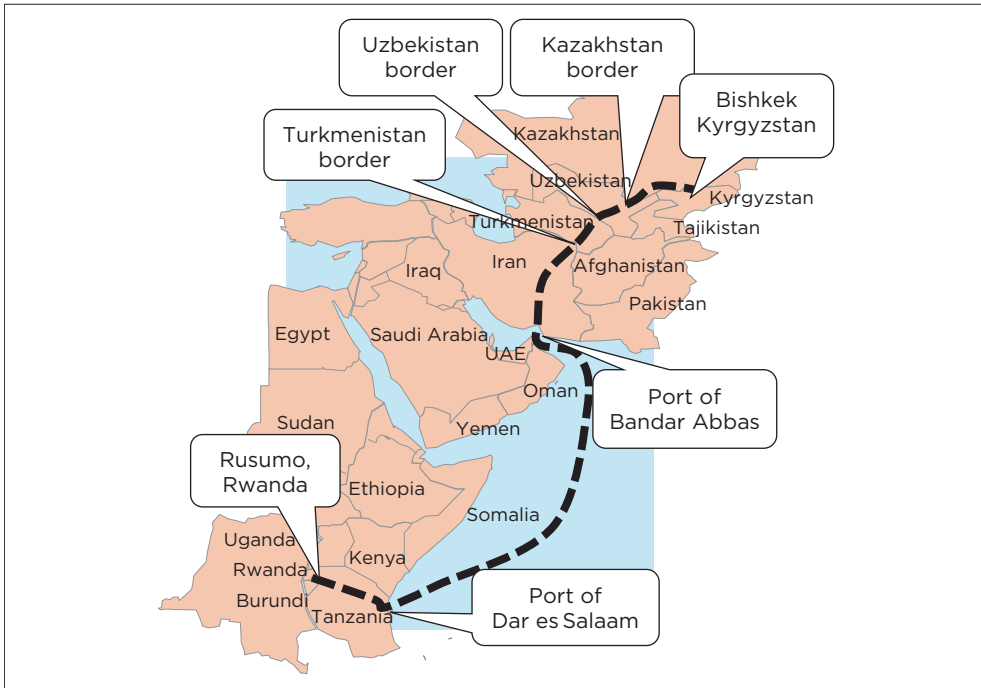 Uzbekistan
border
Kazakhstan
border
Bishkek
Kyrgyzstan
Turkmenistan
border
Kazakhstan
Uzbekistan
Kyrgyzstan
Turkmenistan
Tajikistan
Iran
Afghanistan
Iraq
Pakistan
Egypt
Saudi Arabia
UAE
Oman
Port of
Bandar Abbas
Sudan
Yemen
Rusumo,
Rwanda
Ethiopia
Somalia
Uganda
Kenya
Rwanda
Burundi
Tanzania
Port of
Dar es Salaam